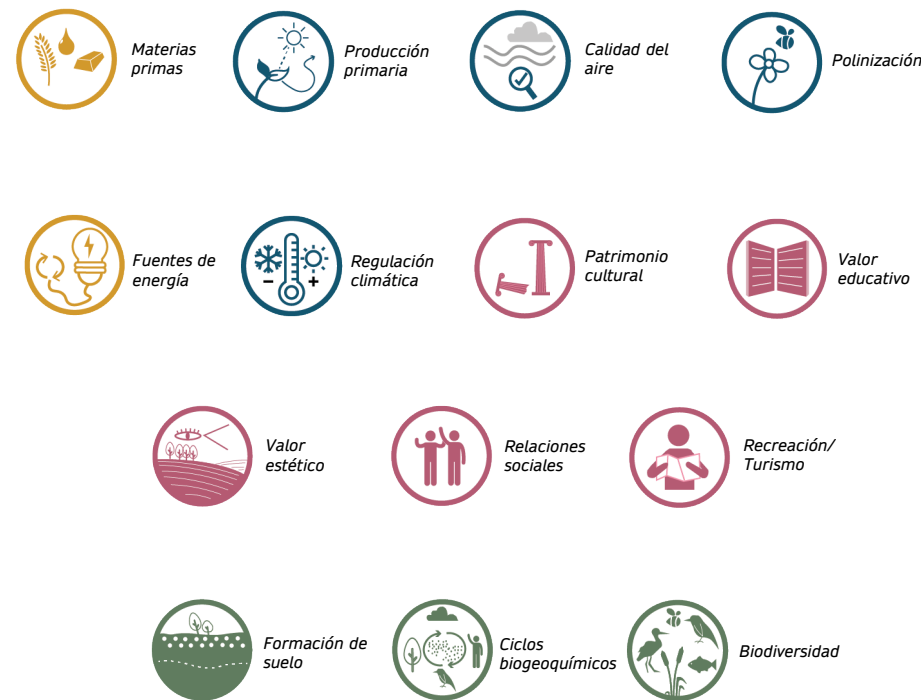 Materias
primas
Producción
primaria
Calidad del
aire
Polinización
Fuentes de
energía
Regulación
climática
Patrimonio
cultural
Valor
educativo
Valor
estético
Relaciones
sociales
Recreación/
Turismo
Formación de
suelo
Ciclos
biogeoquímicos
Biodiversidad